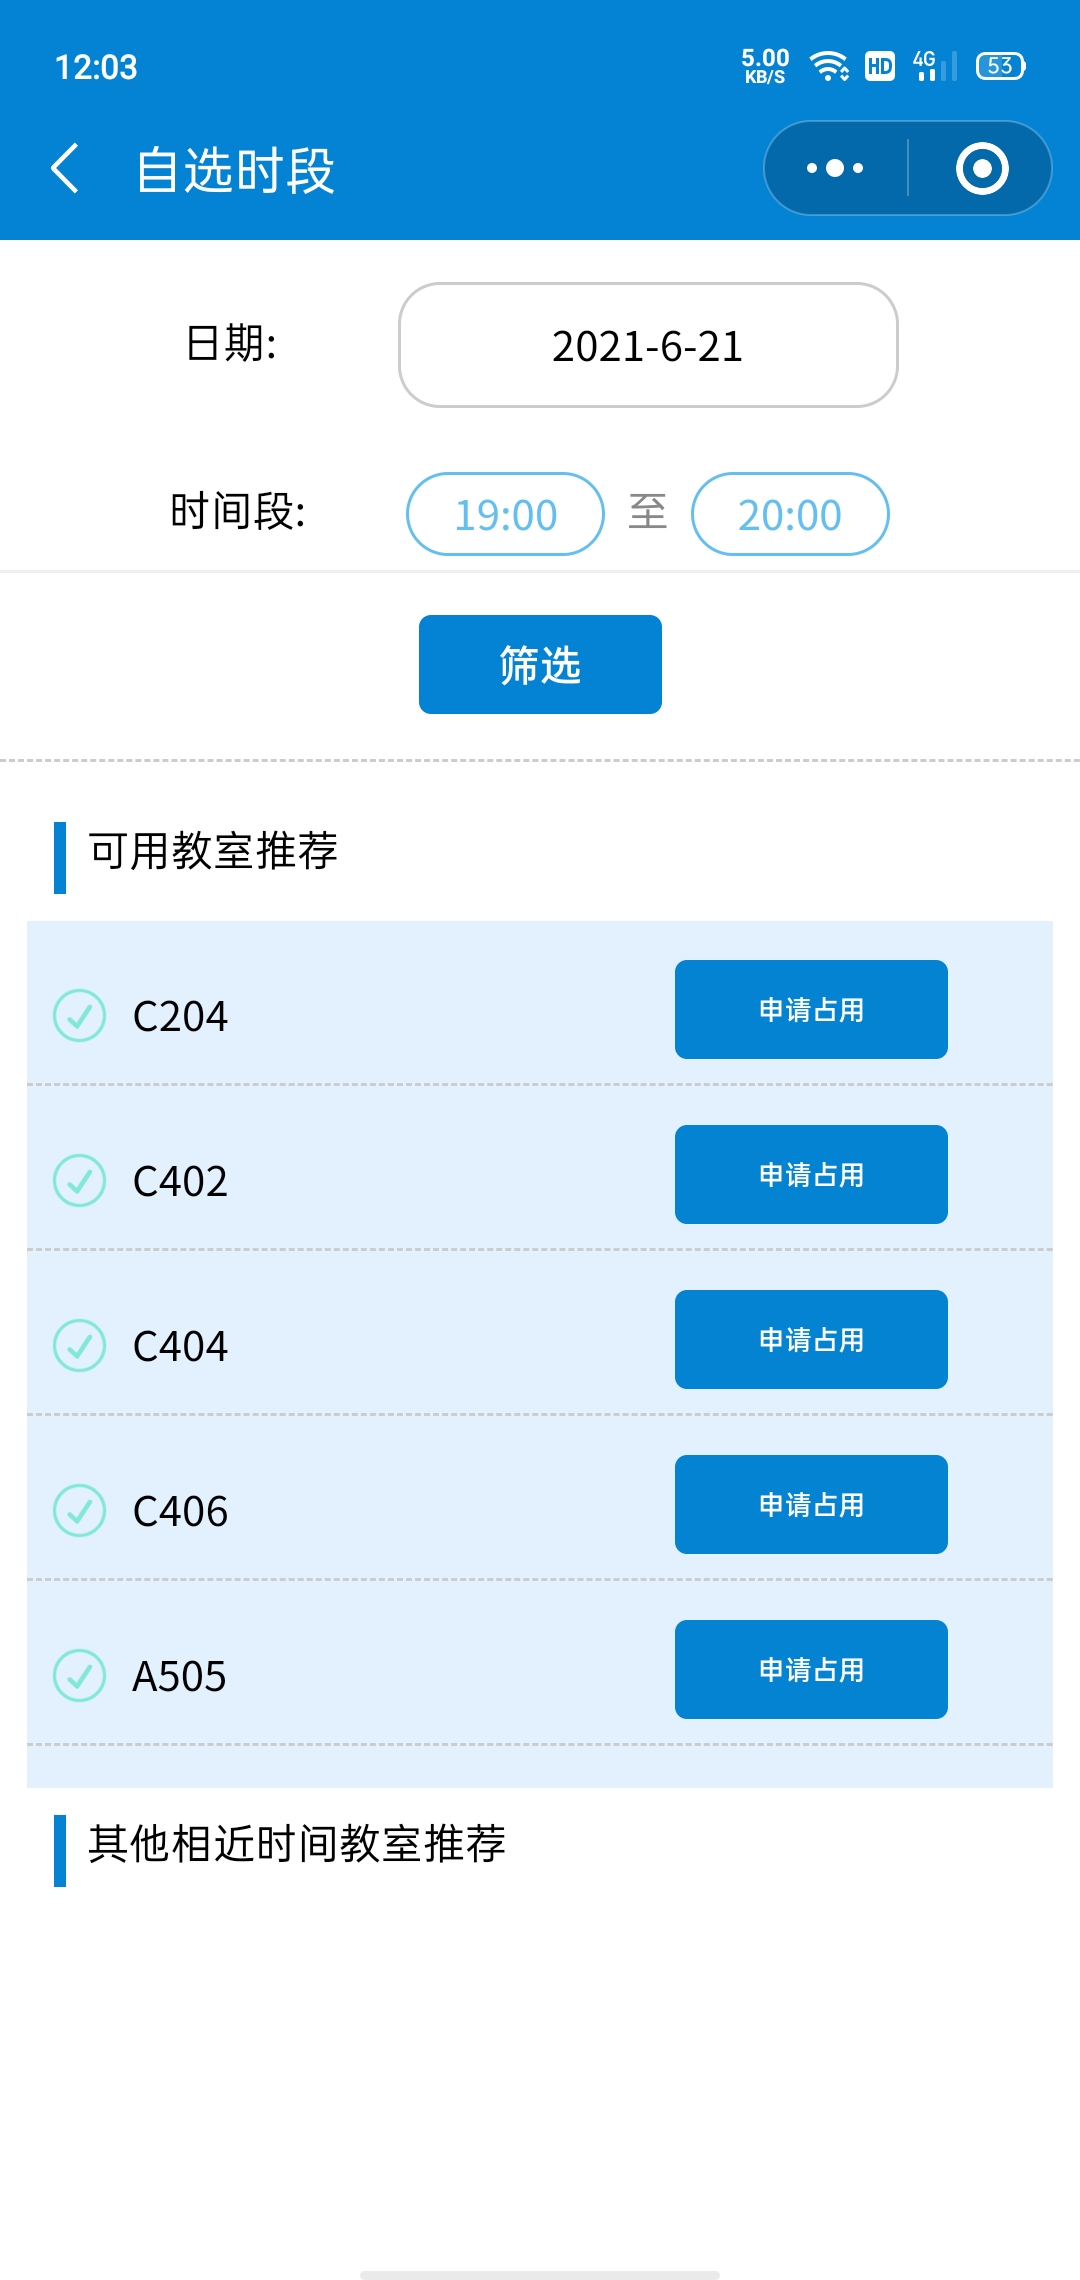 12:03
5.00 KB/S HD 4G 53
自选时段
日期: 2021-6-21
时间段: 19:00 至 20:00
筛选
可用教室推荐
C204 申请占用
C402 申请占用
C404 申请占用
C406 申请占用
A505 申请占用
其他相近时间教室推荐